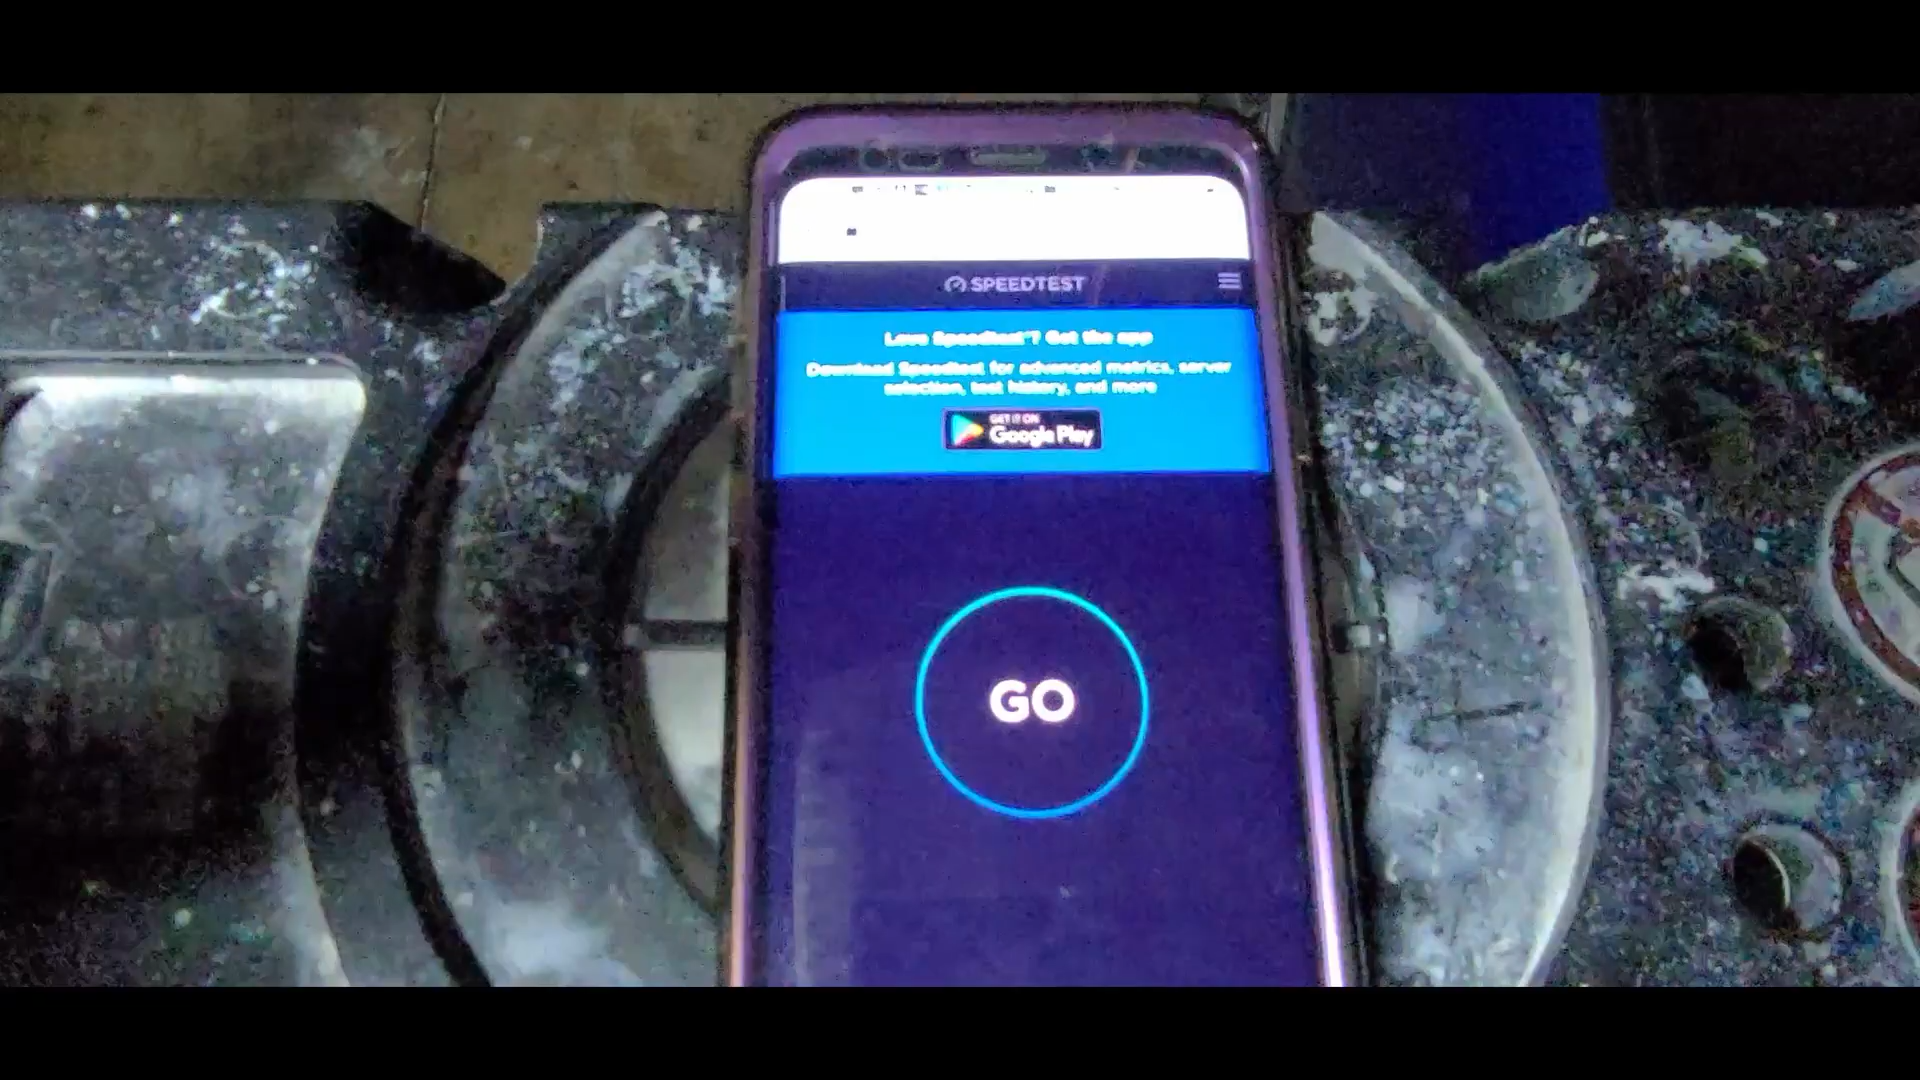 SPEEDTEST
Love Speedtest™? Get the app
Download Speedtest for advanced metrics, server
selection, test history, and more
GET IT ON
Google Play
GO